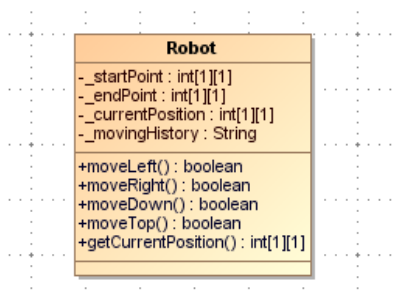 Robot
-_startPoint : int[1][1]
-_endPoint : int[1][1]
-_currentPosition : int[1][1]
-_movingHistory : String
+moveLeft() : boolean
+moveRight() : boolean
+moveDown() : boolean
+moveTop() : boolean
+getCurrentPosition() : int[1][1]